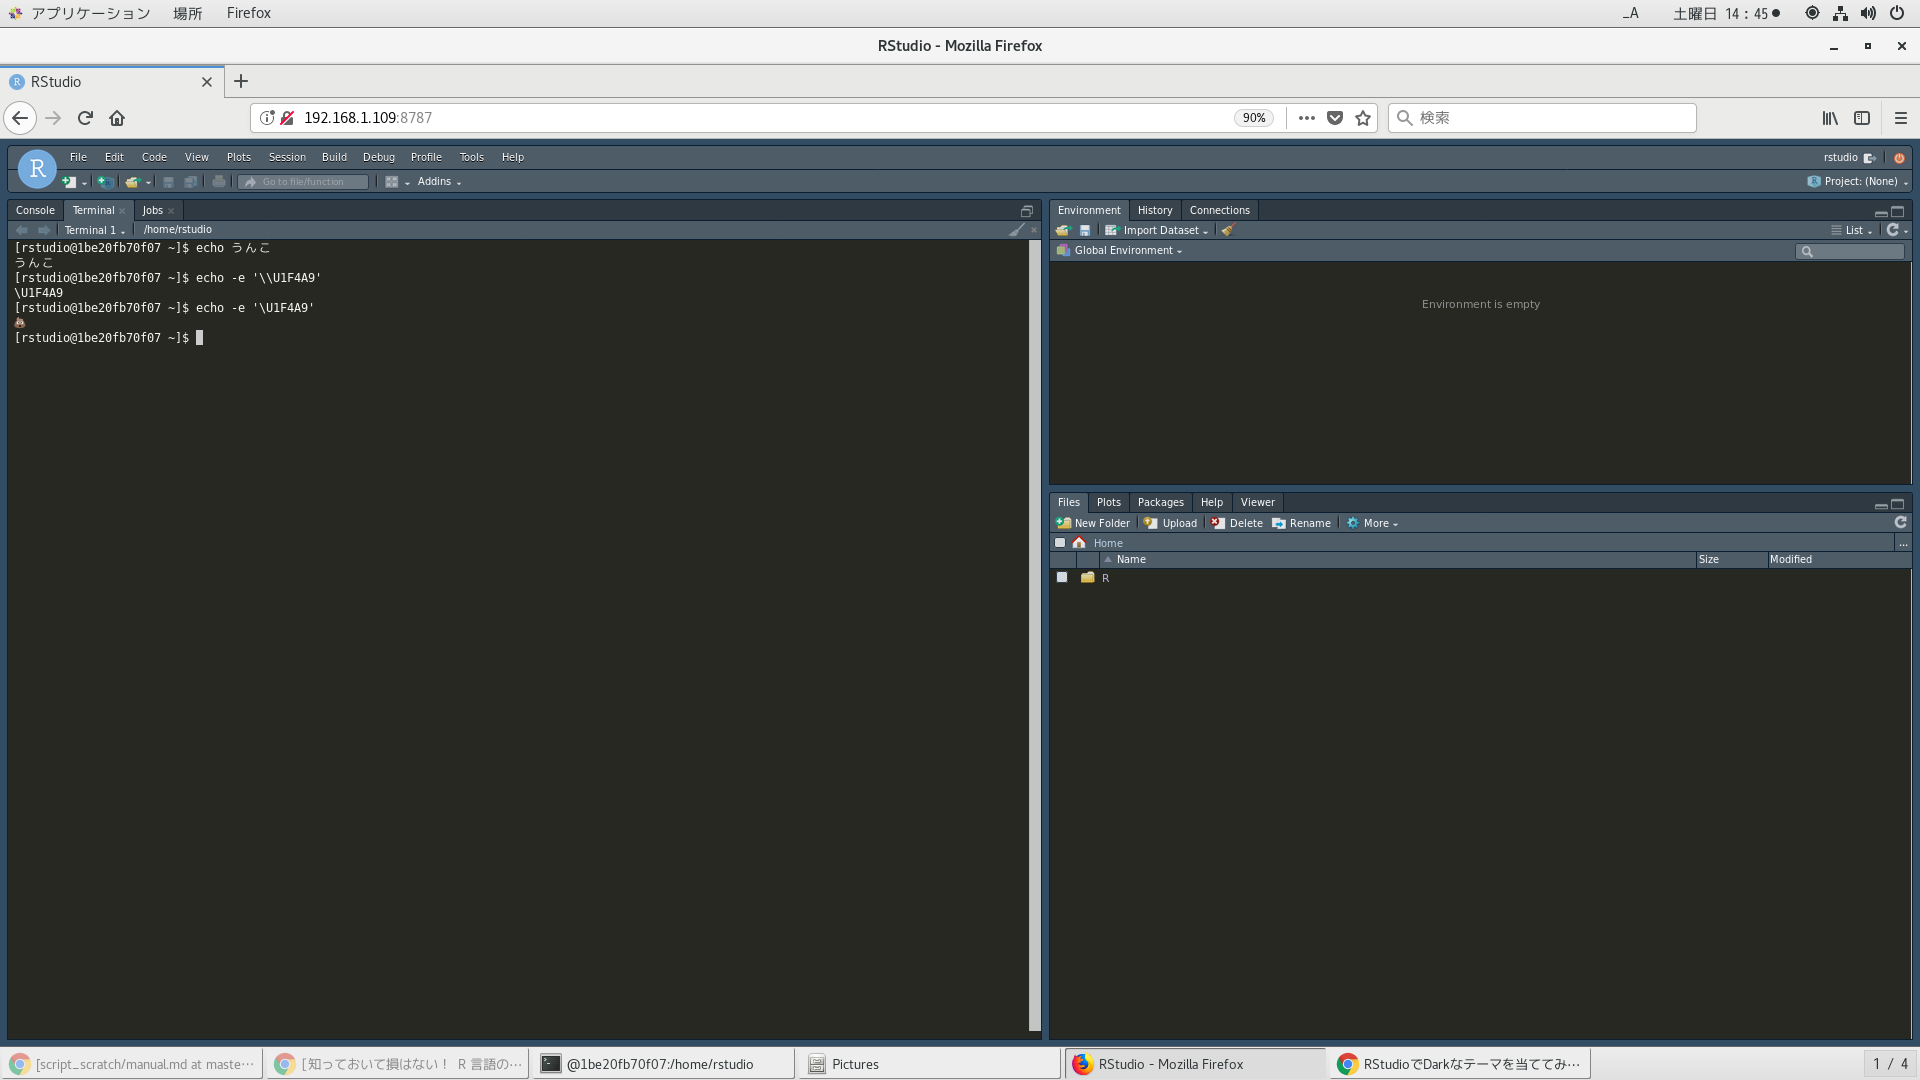 アプリケーション 場所 Firefox _A 土曜日 14：45●
RStudio - Mozilla Firefox
RStudio
192.168.1.109:8787 90% 検索
R File Edit Code View Plots Session Build Debug Profile Tools Help rstudio
Go to file/function Addins Project: (None)
Console Terminal Jobs
Terminal 1 /home/rstudio
[rstudio@1be20fb70f07 ~]$ echo うんこ
うんこ
[rstudio@1be20fb70f07 ~]$ echo -e '\\U1F4A9'
\U1F4A9
[rstudio@1be20fb70f07 ~]$ echo -e '\U1F4A9'
💩
[rstudio@1be20fb70f07 ~]$
Environment History Connections
Import Dataset List
Global Environment
Environment is empty
Files Plots Packages Help Viewer
New Folder Upload Delete Rename More
Home ...
Name Size Modified
R
[script_scratch/manual.md at maste… [知っておいて損はない！ R 言語の… @1be20fb70f07:/home/rstudio Pictures RStudio - Mozilla Firefox RStudioでDarkなテーマを当ててみ… 1 / 4